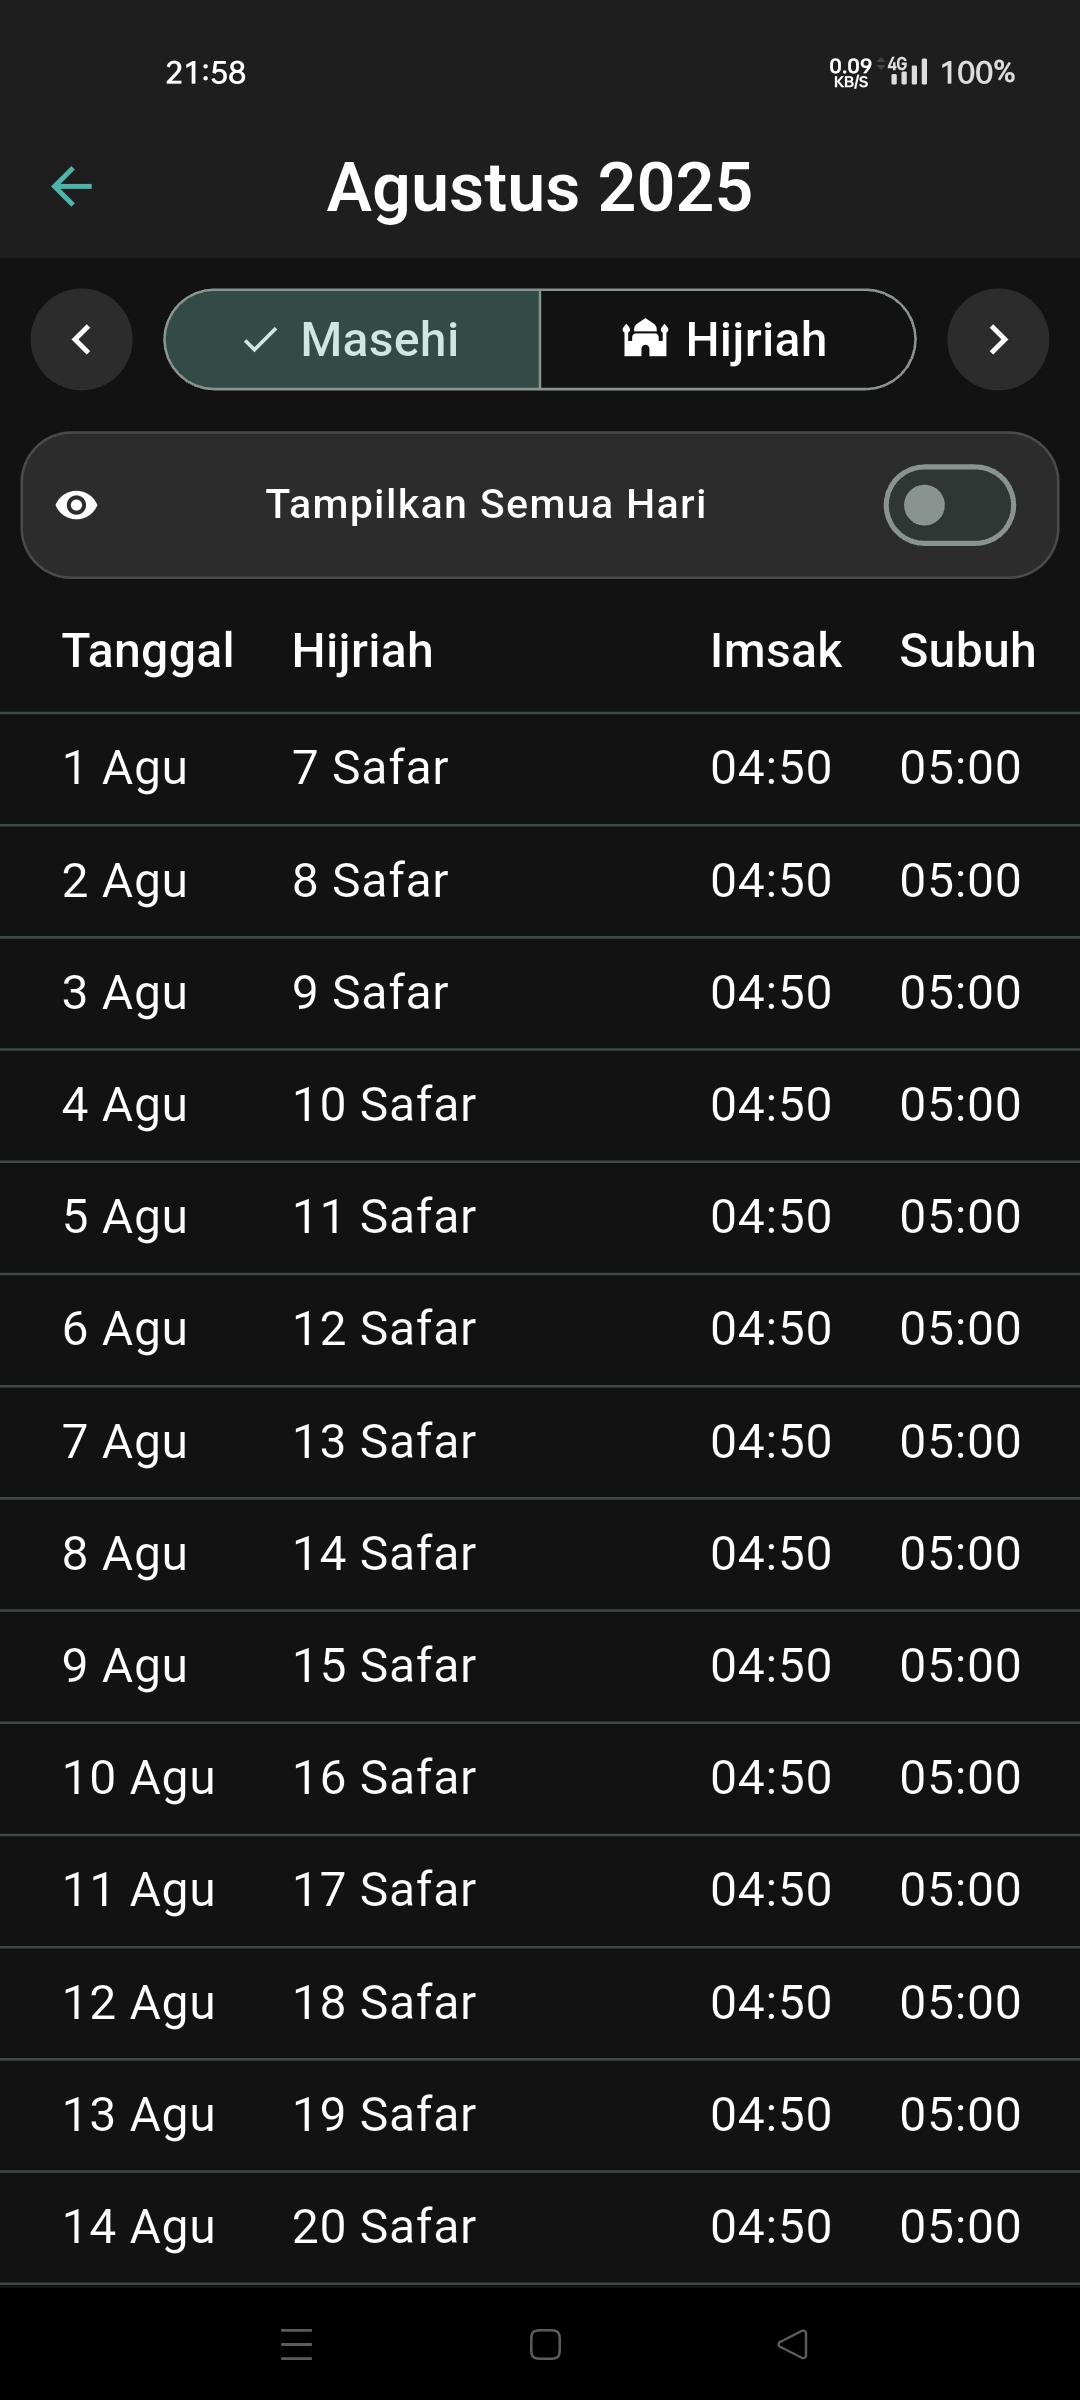 21:58 0.09 KB/S 4G 100%
Agustus 2025
Masehi Hijriah
Tampilkan Semua Hari
Tanggal Hijriah Imsak Subuh
1 Agu 7 Safar 04:50 05:00
2 Agu 8 Safar 04:50 05:00
3 Agu 9 Safar 04:50 05:00
4 Agu 10 Safar 04:50 05:00
5 Agu 11 Safar 04:50 05:00
6 Agu 12 Safar 04:50 05:00
7 Agu 13 Safar 04:50 05:00
8 Agu 14 Safar 04:50 05:00
9 Agu 15 Safar 04:50 05:00
10 Agu 16 Safar 04:50 05:00
11 Agu 17 Safar 04:50 05:00
12 Agu 18 Safar 04:50 05:00
13 Agu 19 Safar 04:50 05:00
14 Agu 20 Safar 04:50 05:00